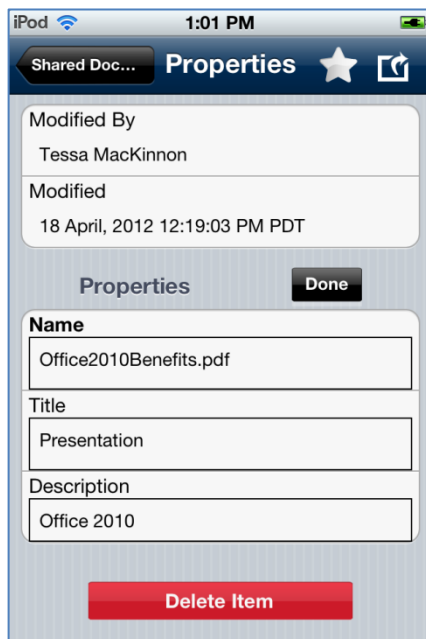 iPod 1:01 PM
Shared Doc... Properties
Modified By
Tessa MacKinnon
Modified
18 April, 2012 12:19:03 PM PDT
Properties Done
Name
Office2010Benefits.pdf
Title
Presentation
Description
Office 2010
Delete Item